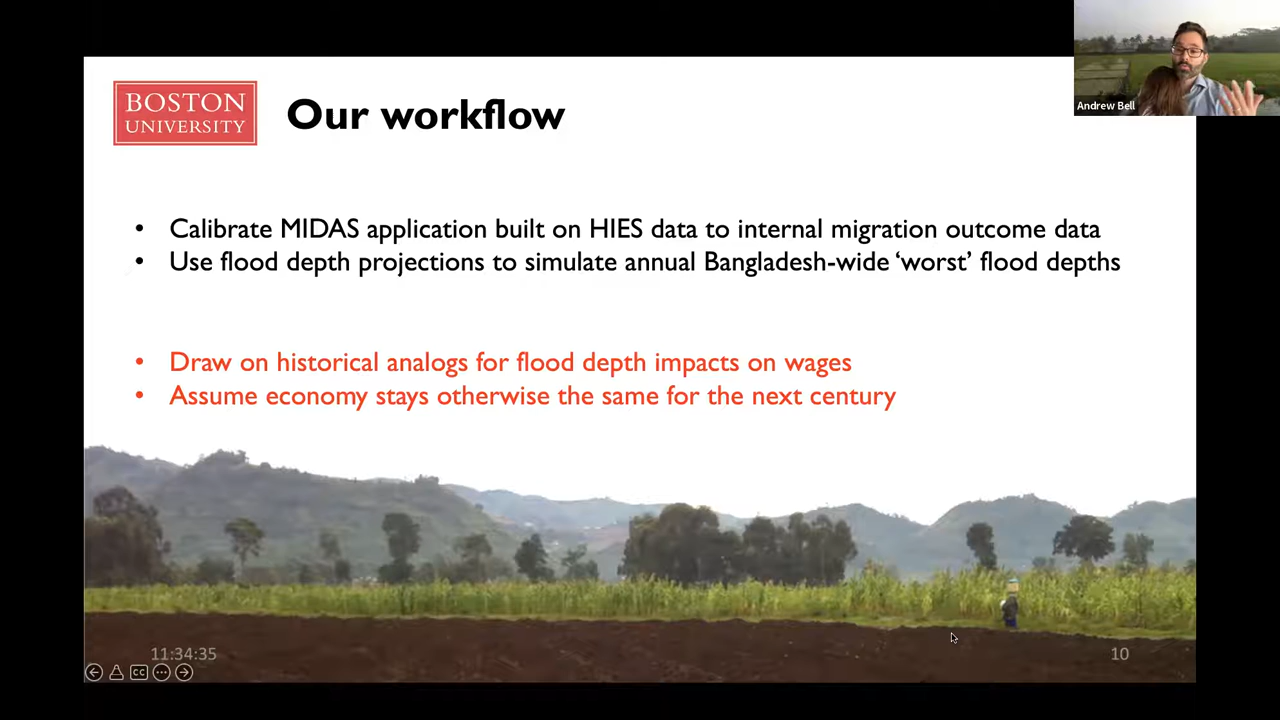 Andrew Bell
BOSTON
UNIVERSITY
Our workflow
• Calibrate MIDAS application built on HIES data to internal migration outcome data
• Use flood depth projections to simulate annual Bangladesh-wide ‘worst’ flood depths
• Draw on historical analogs for flood depth impacts on wages
• Assume economy stays otherwise the same for the next century
11:34:35
10
CC